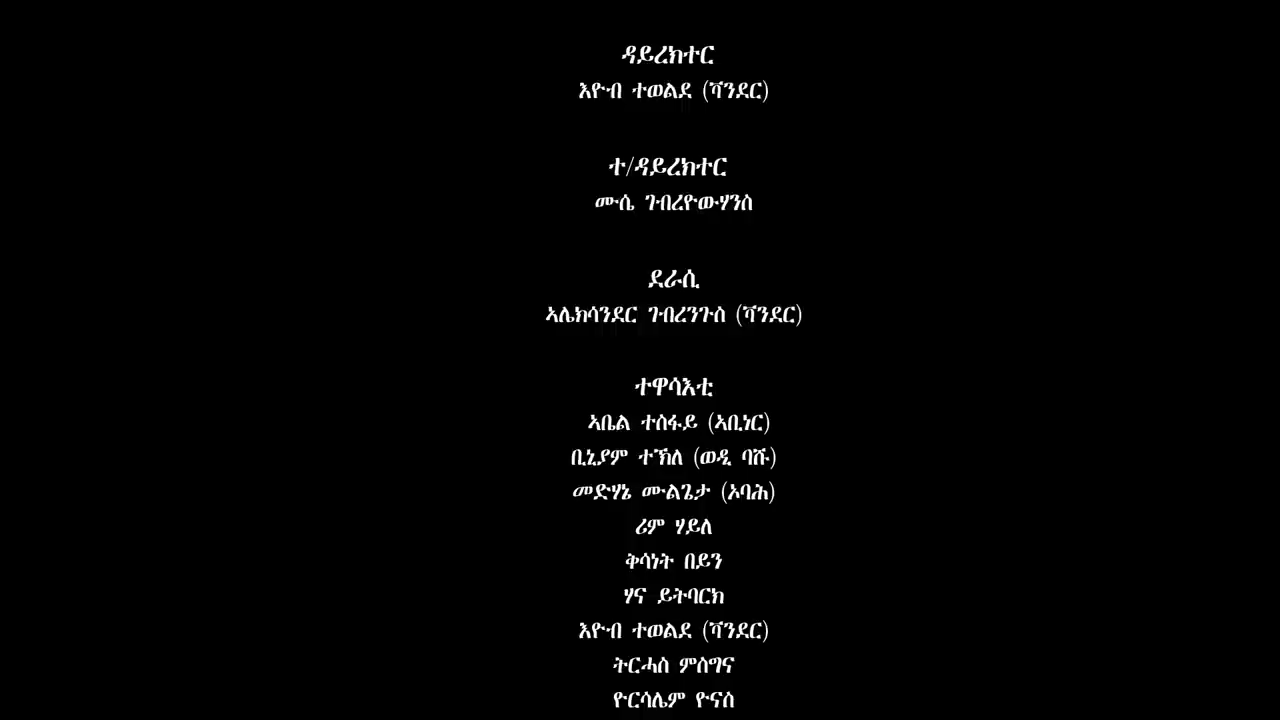 ዳይረክተር
እዮብ ተወልደ (ሻንደር)
ተ/ዳይረክተር
ሙሴ ገብረዮውሃንስ
ደራሲ
ኣሌክሳንደር ገብረንጉስ (ሻንደር)
ተዋሳእቲ
ኣቤል ተስፋይ (ኣቢነር)
ቢኒያም ተኽለ (ወዲ ባሹ)
መድሃኔ ሙልጌታ (ኦባሕ)
ሪም ሃይለ
ቅሳነት በይን
ሃና ይትባርክ
እዮብ ተወልደ (ሻንደር)
ትርሓስ ምስግና
ዮርሳሌም ዮናስ